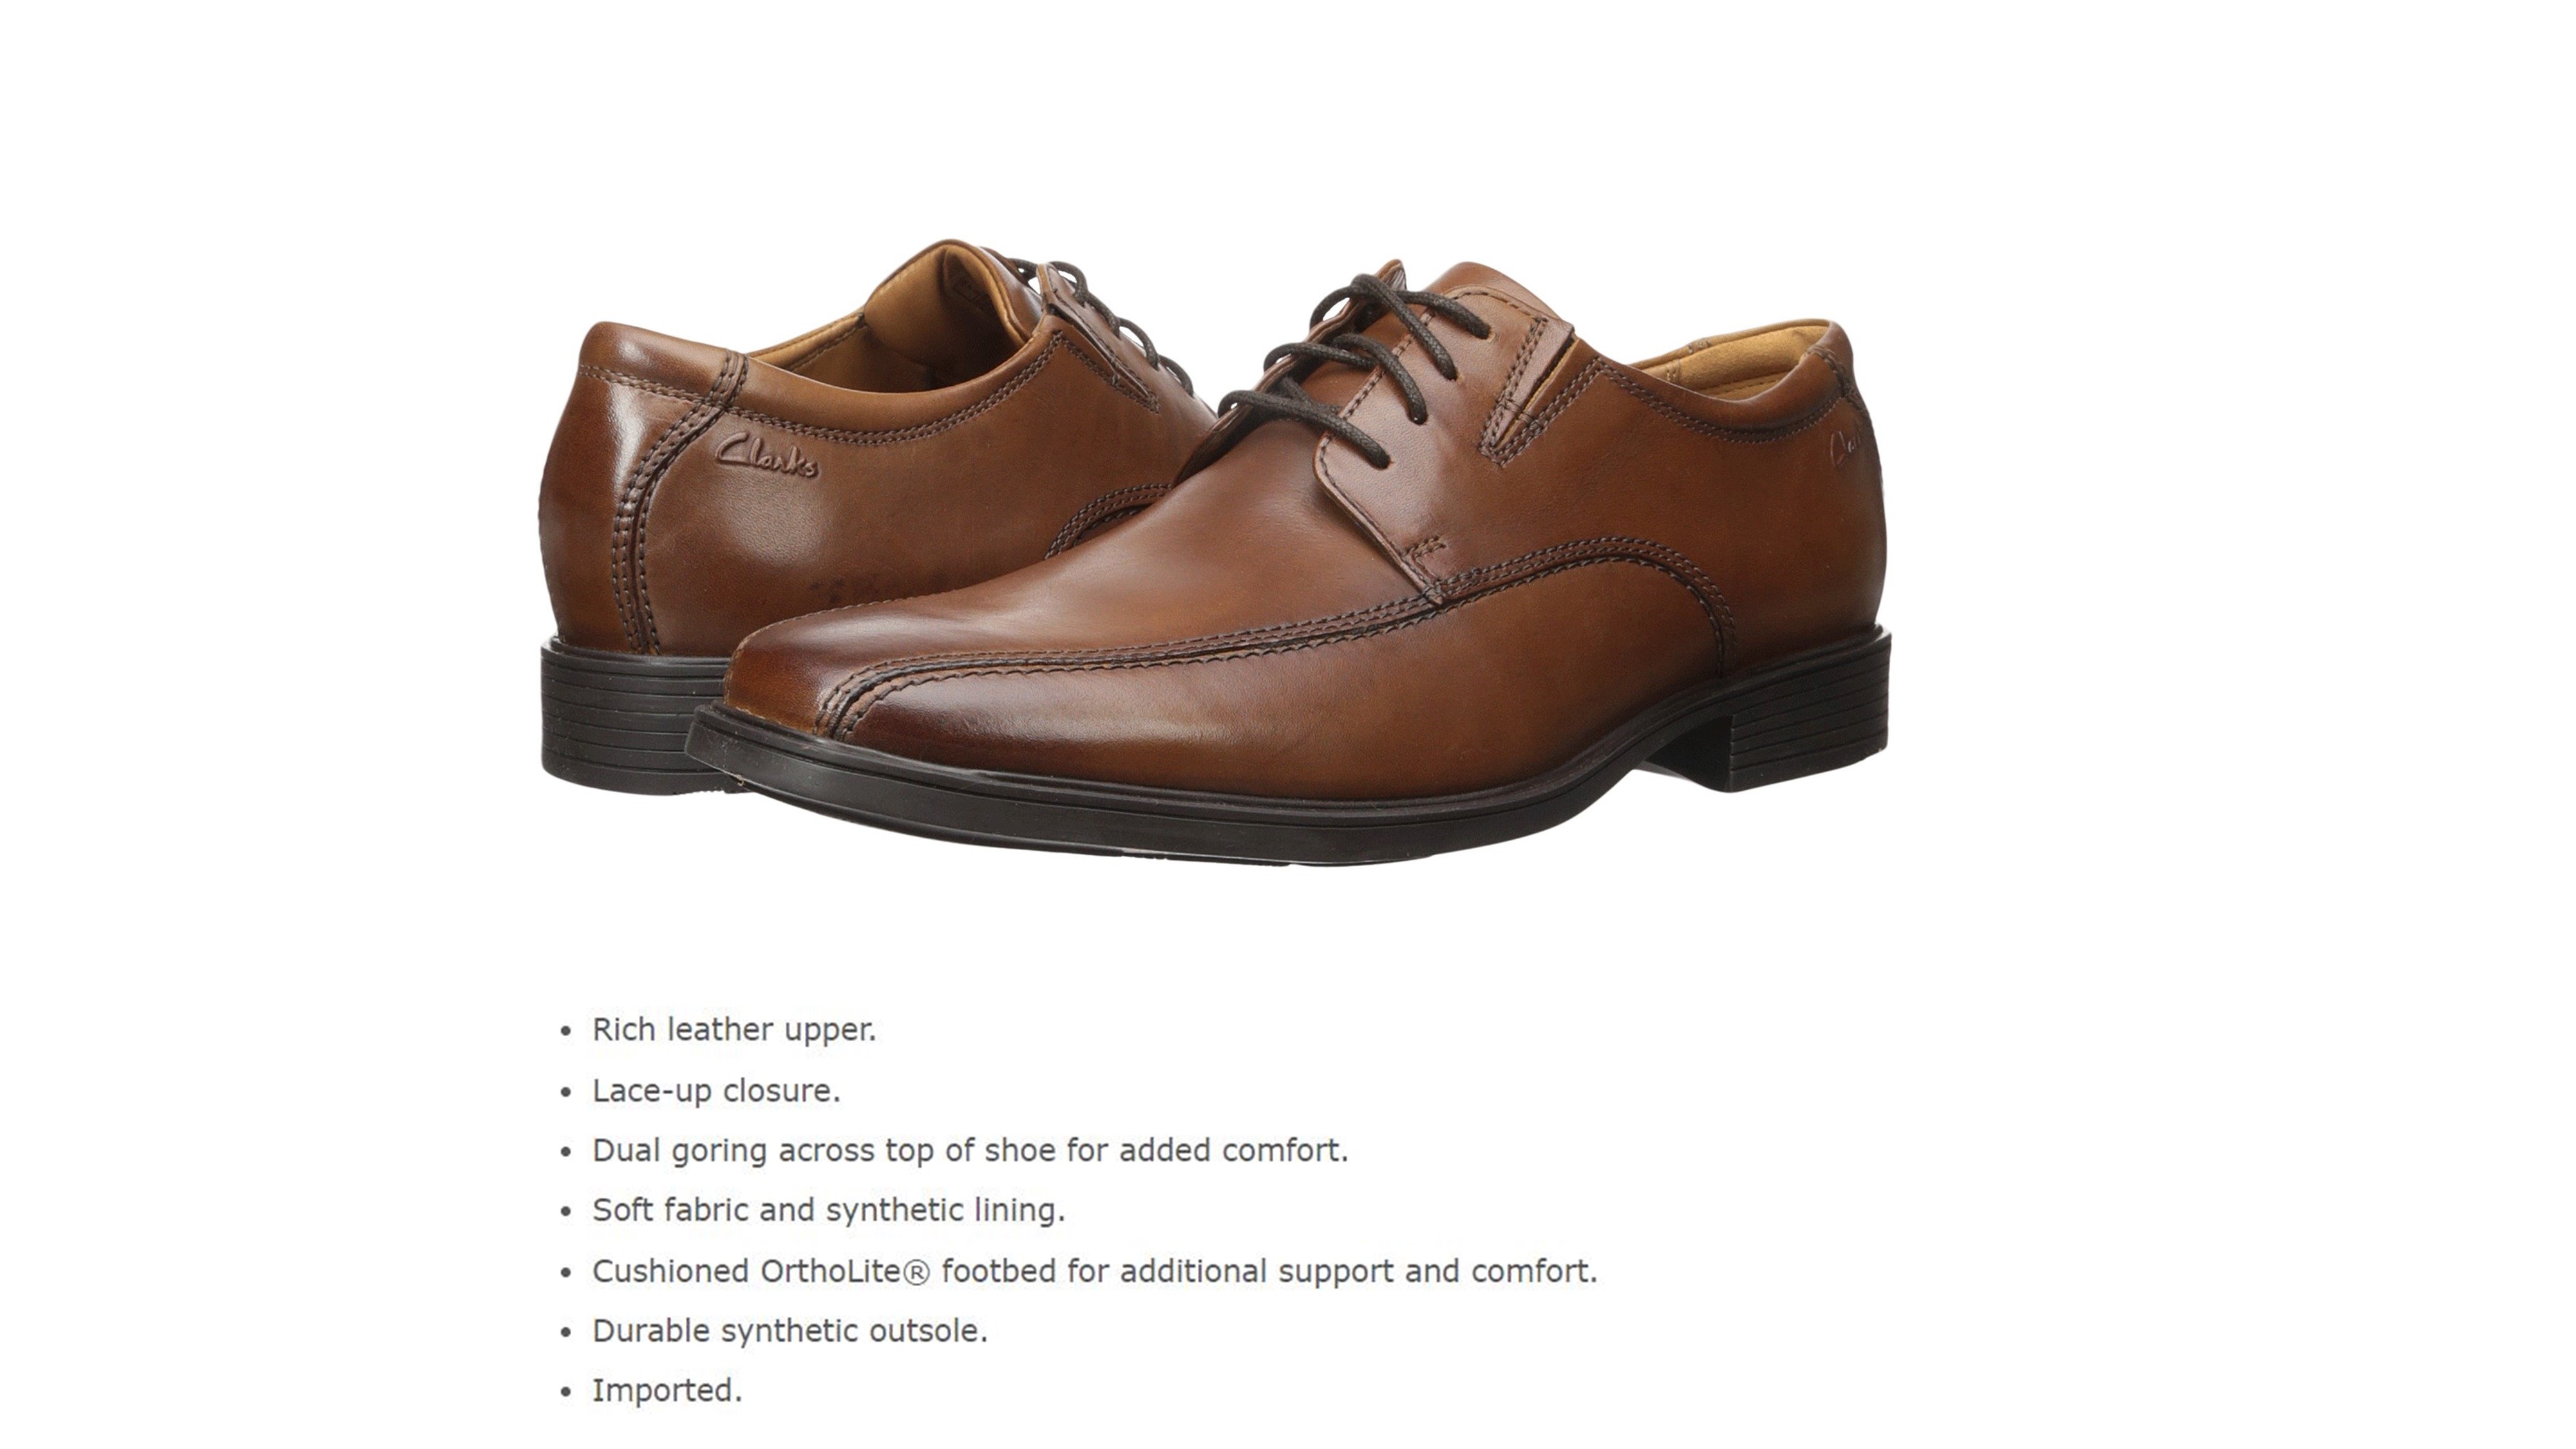 Clarks
• Rich leather upper.
• Lace-up closure.
• Dual goring across top of shoe for added comfort.
• Soft fabric and synthetic lining.
• Cushioned OrthoLite® footbed for additional support and comfort.
• Durable synthetic outsole.
• Imported.